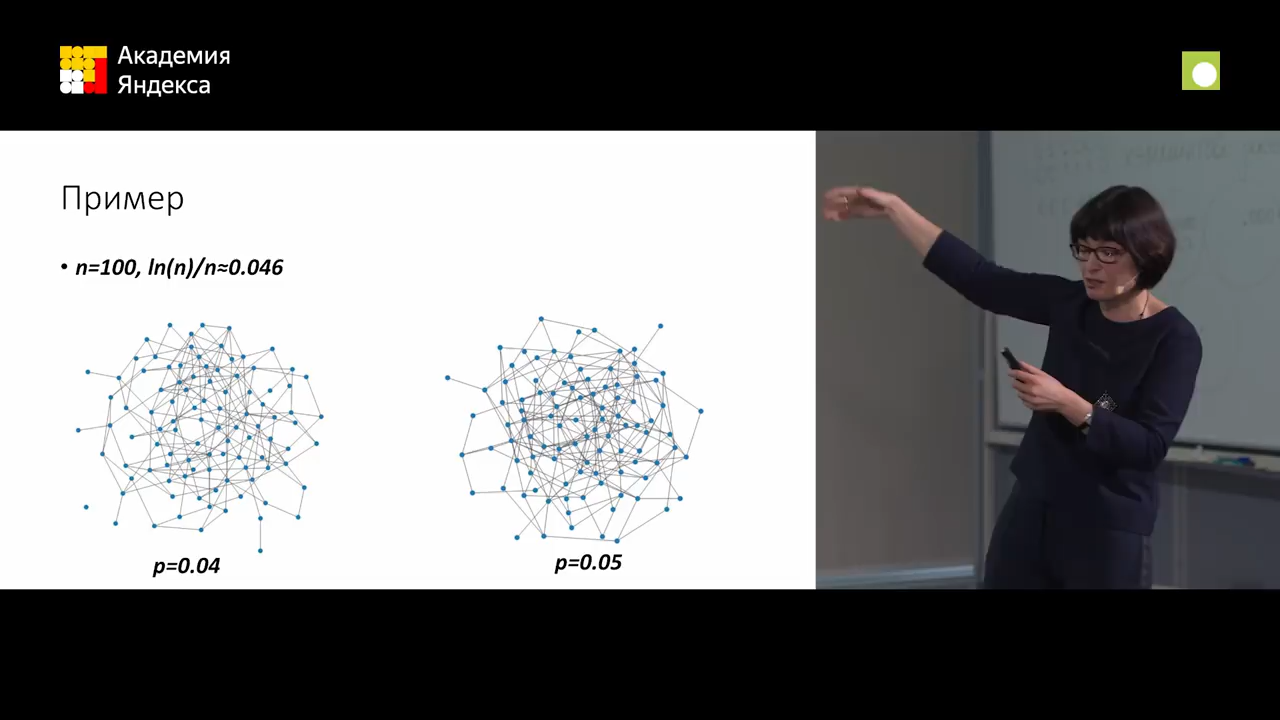 Академия
Яндекса
Пример
• n=100, ln(n)/n≈0.046
p=0.04
p=0.05